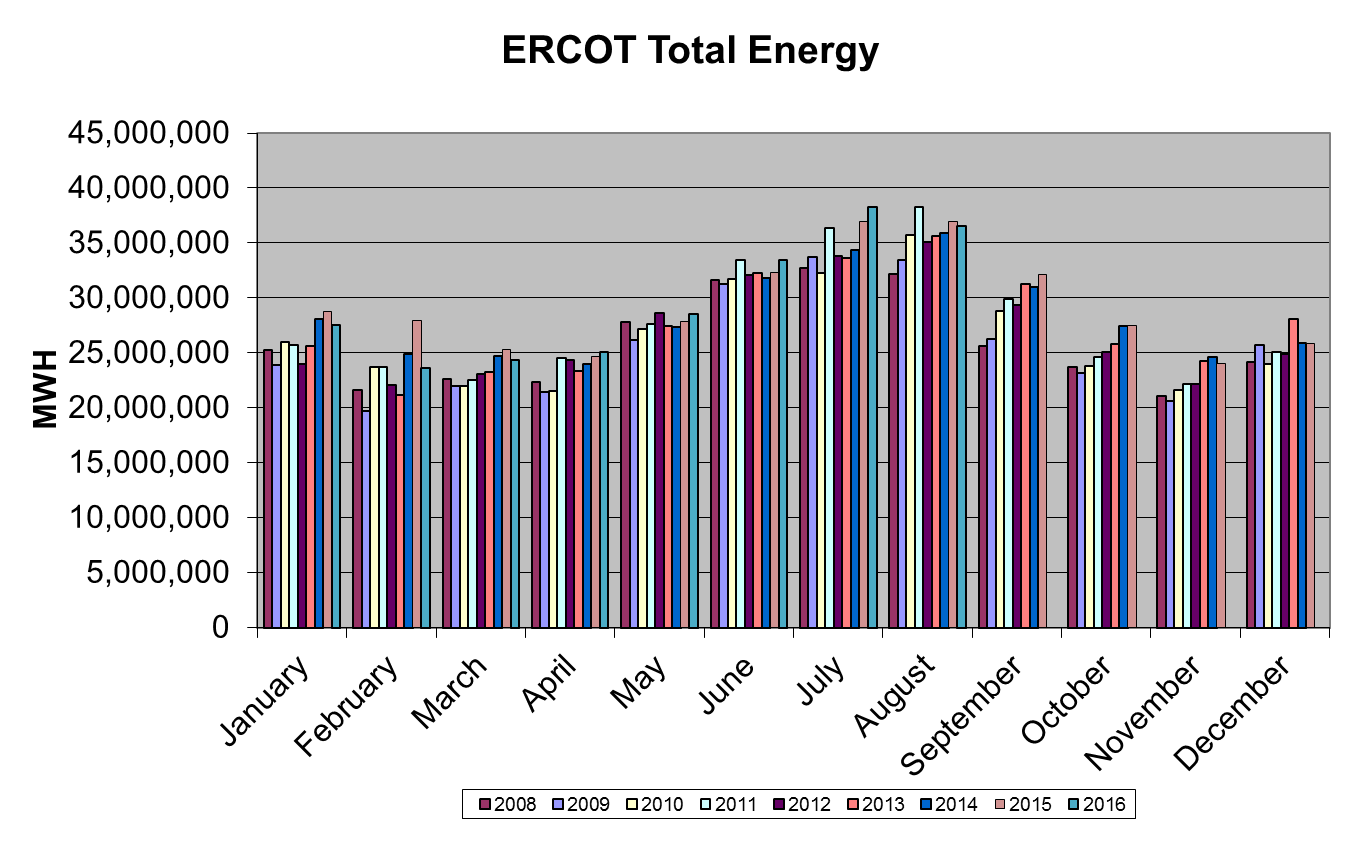 ERCOT Total Energy
45,000,000
40,000,000
35,000,000
30,000,000
25,000,000
20,000,000
15,000,000
10,000,000
5,000,000
0
MWH
January
February
March
April
May
June
July
August
September
October
November
December
2008 2009 2010 2011 2012 2013 2014 2015 2016